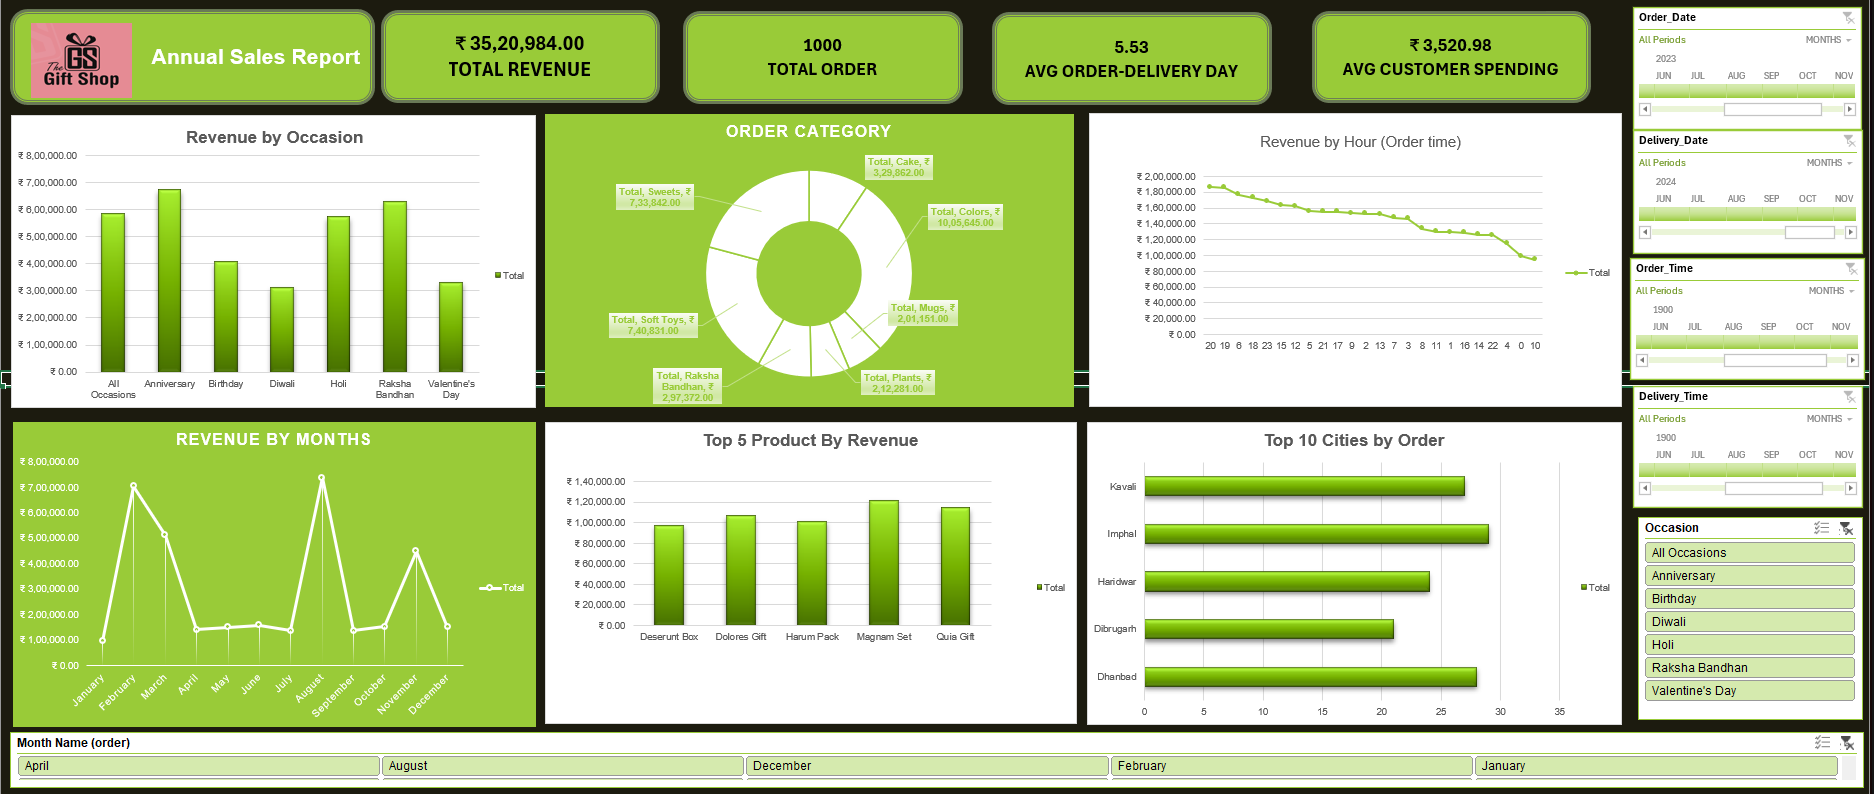 The GS
Gift Shop
Annual Sales Report
₹ 35,20,984.00
TOTAL REVENUE
1000
TOTAL ORDER
5.53
AVG ORDER-DELIVERY DAY
₹ 3,520.98
AVG CUSTOMER SPENDING
Order_Date
All Periods
MONTHS
2023
JUN JUL AUG SEP OCT NOV
Delivery_Date
All Periods
MONTHS
2024
JUN JUL AUG SEP OCT NOV
Order_Time
All Periods
MONTHS
1900
JUN JUL AUG SEP OCT NOV
Delivery_Time
All Periods
MONTHS
1900
JUN JUL AUG SEP OCT NOV
Revenue by Occasion
₹ 8,00,000.00
₹ 7,00,000.00
₹ 6,00,000.00
₹ 5,00,000.00
₹ 4,00,000.00
₹ 3,00,000.00
₹ 2,00,000.00
₹ 1,00,000.00
₹ 0.00
All Occasions
Anniversary
Birthday
Diwali
Holi
Raksha Bandhan
Valentine's Day
Total
ORDER CATEGORY
Total, Cake, ₹
3,29,862.00
Total, Colors, ₹
10,05,645.00
Total, Mugs, ₹
2,01,151.00
Total, Plants, ₹
2,12,281.00
Total, Raksha
Bandhan, ₹
2,97,372.00
Total, Soft Toys, ₹
7,40,831.00
Total, Sweets, ₹
7,33,842.00
Revenue by Hour (Order time)
₹ 2,00,000.00
₹ 1,80,000.00
₹ 1,60,000.00
₹ 1,40,000.00
₹ 1,20,000.00
₹ 1,00,000.00
₹ 80,000.00
₹ 60,000.00
₹ 40,000.00
₹ 20,000.00
₹ 0.00
20 19 6 18 23 15 12 5 21 17 9 2 13 7 3 8 11 1 16 14 22 4 0 10
Total
REVENUE BY MONTHS
₹ 8,00,000.00
₹ 7,00,000.00
₹ 6,00,000.00
₹ 5,00,000.00
₹ 4,00,000.00
₹ 3,00,000.00
₹ 2,00,000.00
₹ 1,00,000.00
₹ 0.00
January
February
March
April
May
June
July
August
September
October
November
December
Total
Top 5 Product By Revenue
₹ 1,40,000.00
₹ 1,20,000.00
₹ 1,00,000.00
₹ 80,000.00
₹ 60,000.00
₹ 40,000.00
₹ 20,000.00
₹ 0.00
Deserunt Box
Dolores Gift
Harum Pack
Magnam Set
Quia Gift
Total
Top 10 Cities by Order
Kavali
Imphal
Haridwar
Dibrugarh
Dhanbad
0 5 10 15 20 25 30 35
Total
Occasion
All Occasions
Anniversary
Birthday
Diwali
Holi
Raksha Bandhan
Valentine's Day
Month Name (order)
April
August
December
February
January